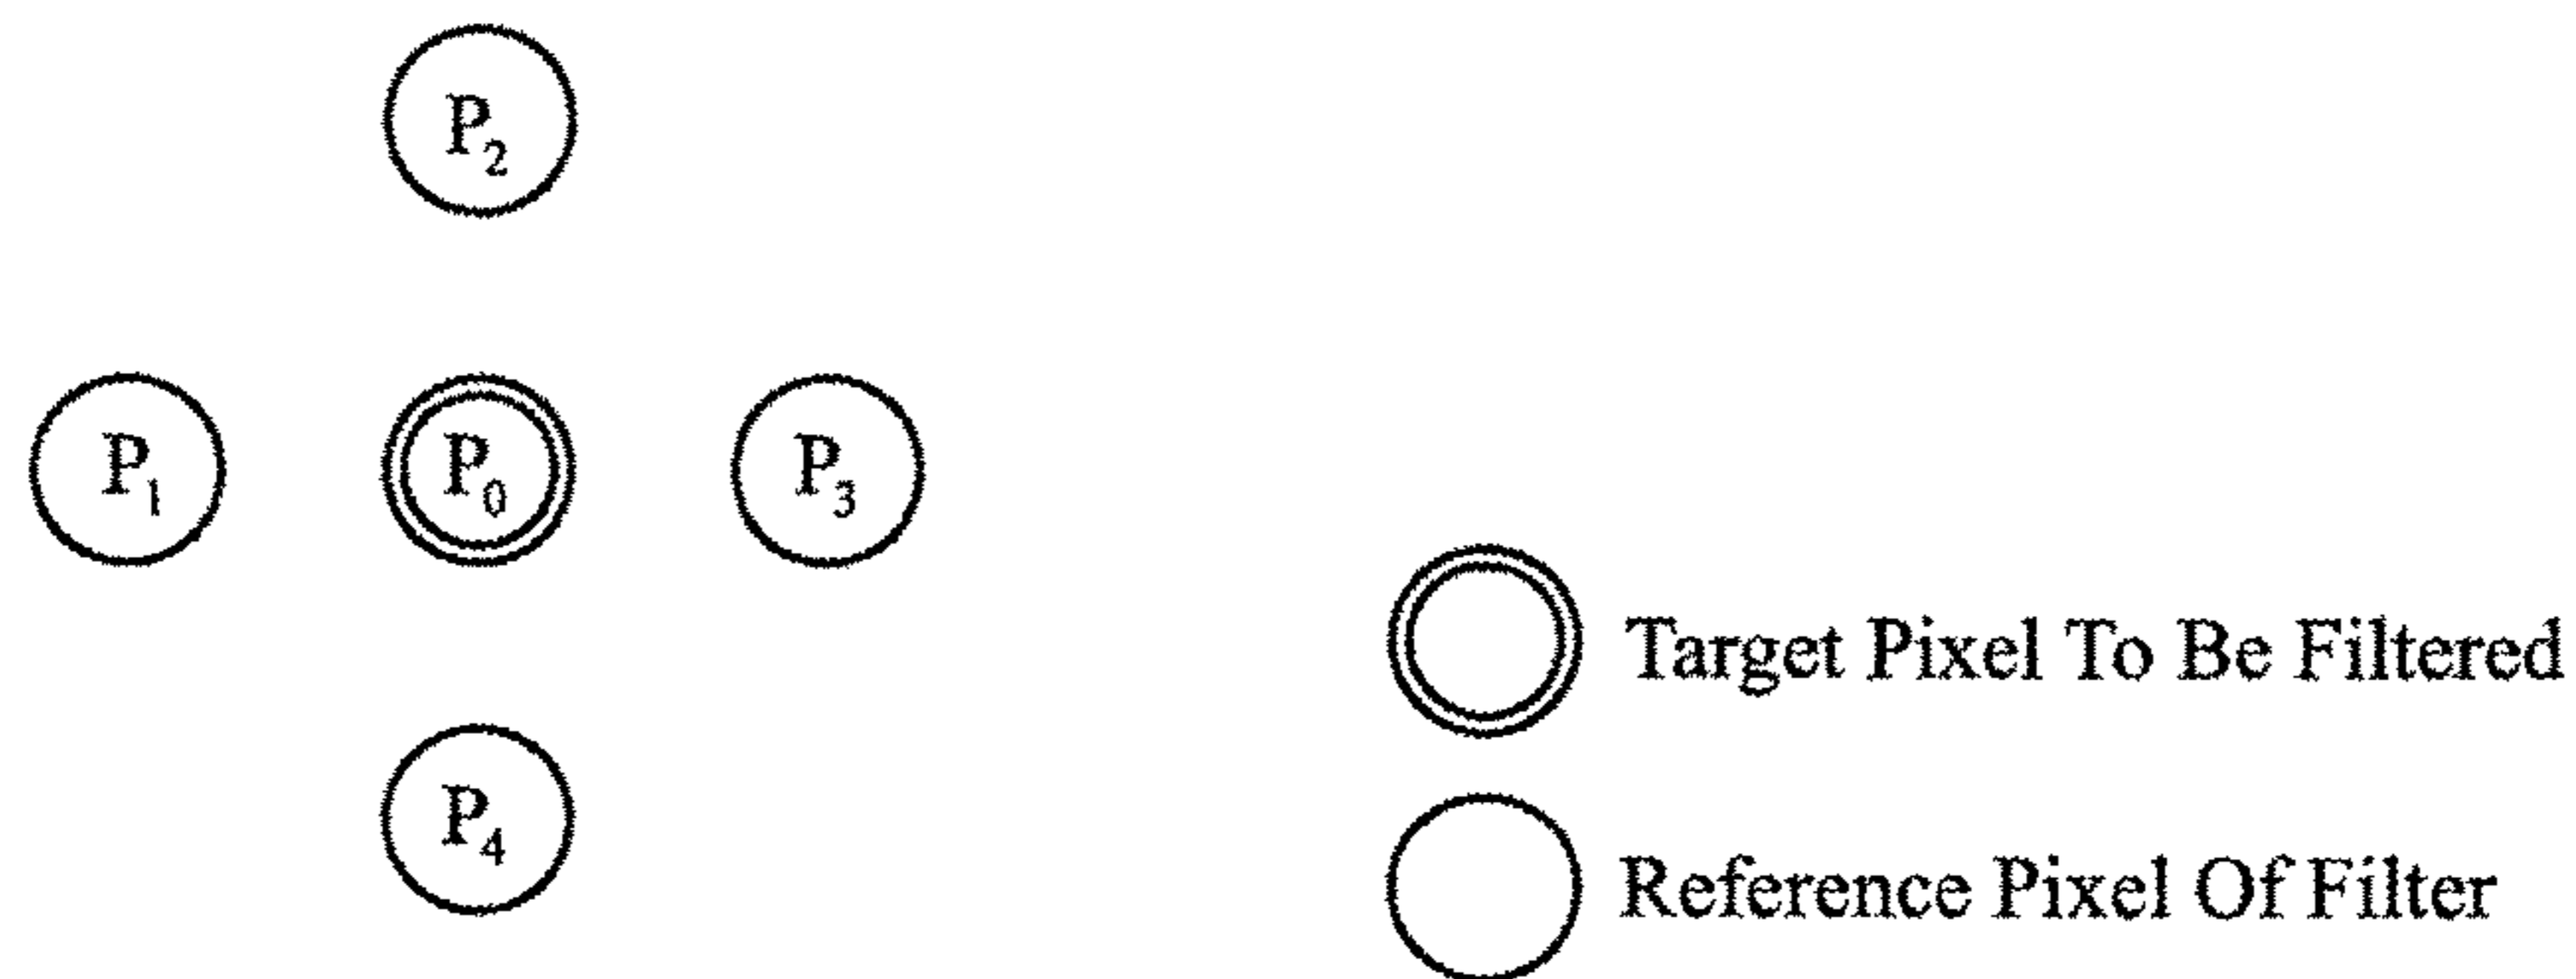 P₂
P₁ P₀ P₃
Target Pixel To Be Filtered
P₄
Reference Pixel Of Filter